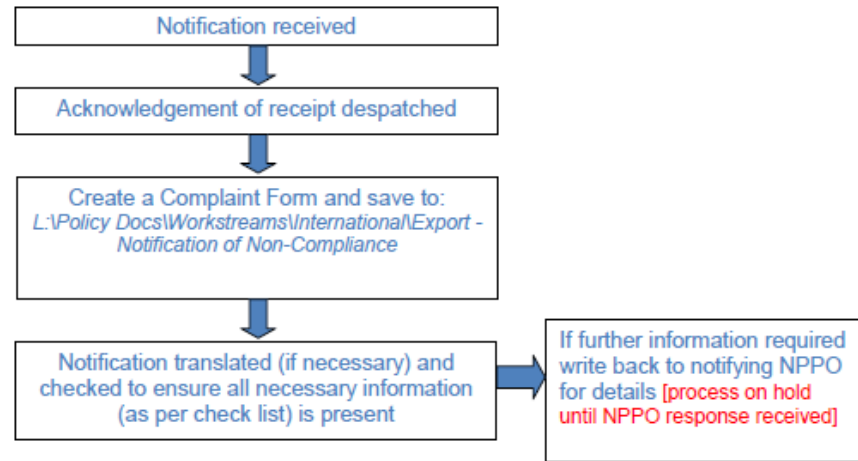 Notification received
Acknowledgement of receipt despatched
Create a Complaint Form and save to:
L:\Policy Docs\Workstreams\International\Export -
Notification of Non-Compliance
Notification translated (if necessary) and
checked to ensure all necessary information
(as per check list) is present
If further information required
write back to notifying NPPO
for details [process on hold
until NPPO response received]